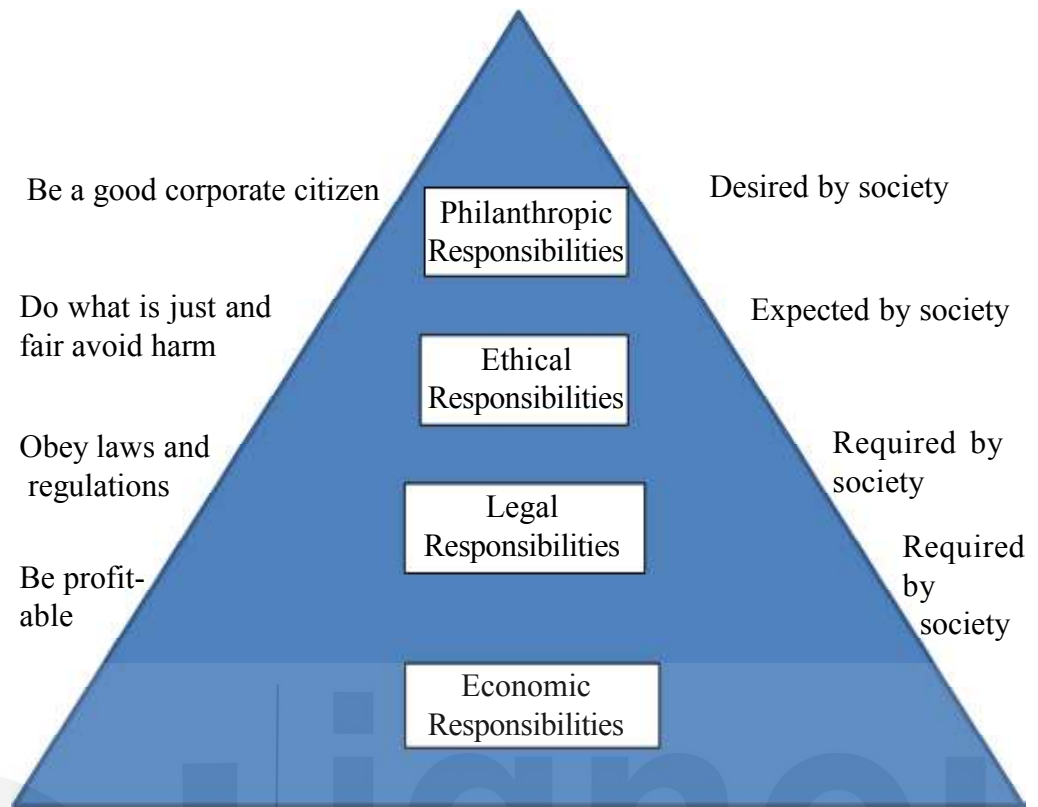 Be a good corporate citizen
Philanthropic
Responsibilities
Desired by society
Do what is just and
fair avoid harm
Ethical
Responsibilities
Expected by society
Obey laws and
regulations
Legal
Responsibilities
Required by
society
Be profit-
able
Economic
Responsibilities
Required
by
society
ignou